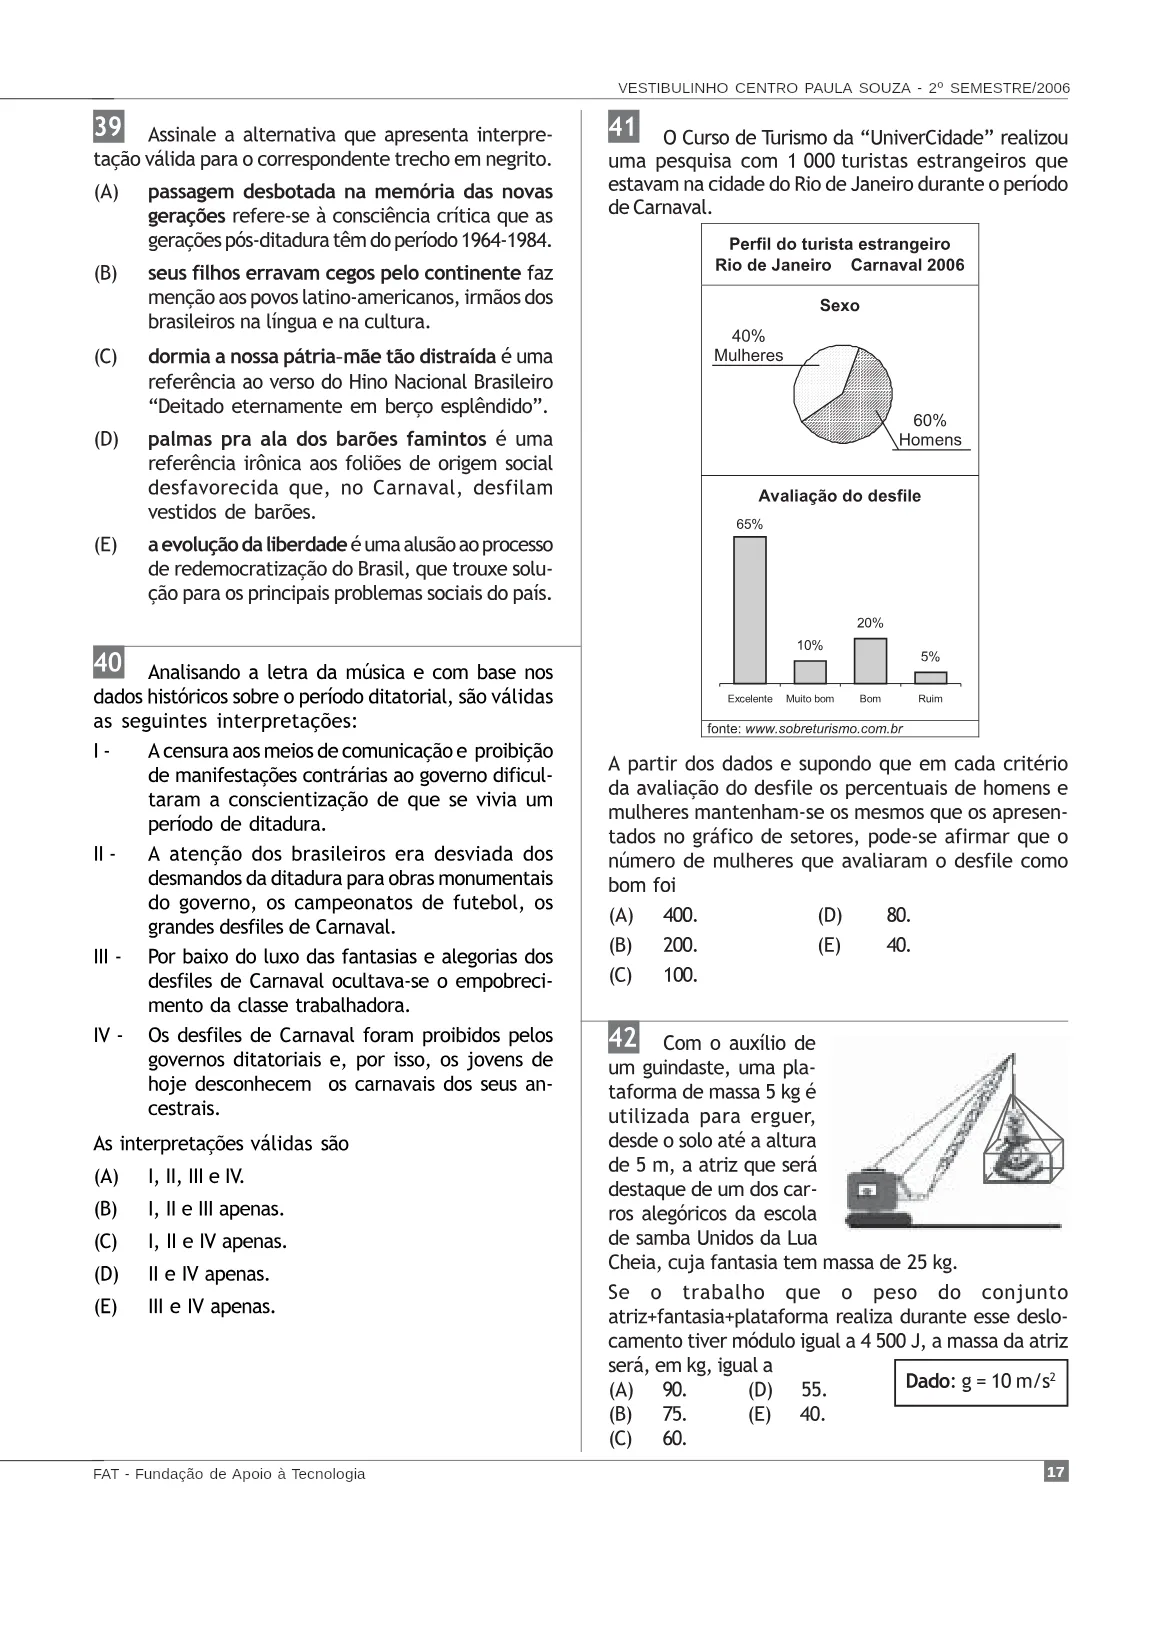 VESTIBULINHO CENTRO PAULA SOUZA - 2º SEMESTRE/2006
39 Assinale a alternativa que apresenta interpre-
tação válida para o correspondente trecho em negrito.
(A) passagem desbotada na memória das novas
gerações refere-se à consciência crítica que as
gerações pós-ditadura têm do período 1964-1984.
(B) seus filhos erravam cegos pelo continente faz
menção aos povos latino-americanos, irmãos dos
brasileiros na língua e na cultura.
(C) dormia a nossa pátria-mãe tão distraída é uma
referência ao verso do Hino Nacional Brasileiro
“Deitado eternamente em berço esplêndido”.
(D) palmas pra ala dos barões famintos é uma
referência irônica aos foliões de origem social
desfavorecida que, no Carnaval, desfilam
vestidos de barões.
(E) a evolução da liberdade é uma alusão ao processo
de redemocratização do Brasil, que trouxe solu-
ção para os principais problemas sociais do país.
40 Analisando a letra da música e com base nos
dados históricos sobre o período ditatorial, são válidas
as seguintes interpretações:
I - A censura aos meios de comunicação e proibição
de manifestações contrárias ao governo dificul-
taram a conscientização de que se vivia um
período de ditadura.
II - A atenção dos brasileiros era desviada dos
desmandos da ditadura para obras monumentais
do governo, os campeonatos de futebol, os
grandes desfiles de Carnaval.
III - Por baixo do luxo das fantasias e alegorias dos
desfiles de Carnaval ocultava-se o empobreci-
mento da classe trabalhadora.
IV - Os desfiles de Carnaval foram proibidos pelos
governos ditatoriais e, por isso, os jovens de
hoje desconhecem os carnavais dos seus an-
cestrais.
As interpretações válidas são
(A) I, II, III e IV.
(B) I, II e III apenas.
(C) I, II e IV apenas.
(D) II e IV apenas.
(E) III e IV apenas.
41 O Curso de Turismo da “UniverCidade” realizou
uma pesquisa com 1 000 turistas estrangeiros que
estavam na cidade do Rio de Janeiro durante o período
de Carnaval.
Perfil do turista estrangeiro
Rio de Janeiro Carnaval 2006
Sexo
40%
Mulheres
60%
Homens
Avaliação do desfile
65%
10%
20%
5%
Excelente Muito bom Bom Ruim
fonte: www.sobreturismo.com.br
A partir dos dados e supondo que em cada critério
da avaliação do desfile os percentuais de homens e
mulheres mantenham-se os mesmos que os apresen-
tados no gráfico de setores, pode-se afirmar que o
número de mulheres que avaliaram o desfile como
bom foi
(A) 400. (D) 80.
(B) 200. (E) 40.
(C) 100.
42 Com o auxílio de
um guindaste, uma pla-
taforma de massa 5 kg é
utilizada para erguer,
desde o solo até a altura
de 5 m, a atriz que será
destaque de um dos car-
ros alegóricos da escola
de samba Unidos da Lua
Cheia, cuja fantasia tem massa de 25 kg.
Se o trabalho que o peso do conjunto
atriz+fantasia+plataforma realiza durante esse deslo-
camento tiver módulo igual a 4 500 J, a massa da atriz
será, em kg, igual a
Dado: g = 10 m/s²
(A) 90. (D) 55.
(B) 75. (E) 40.
(C) 60.
FAT - Fundação de Apoio à Tecnologia
17